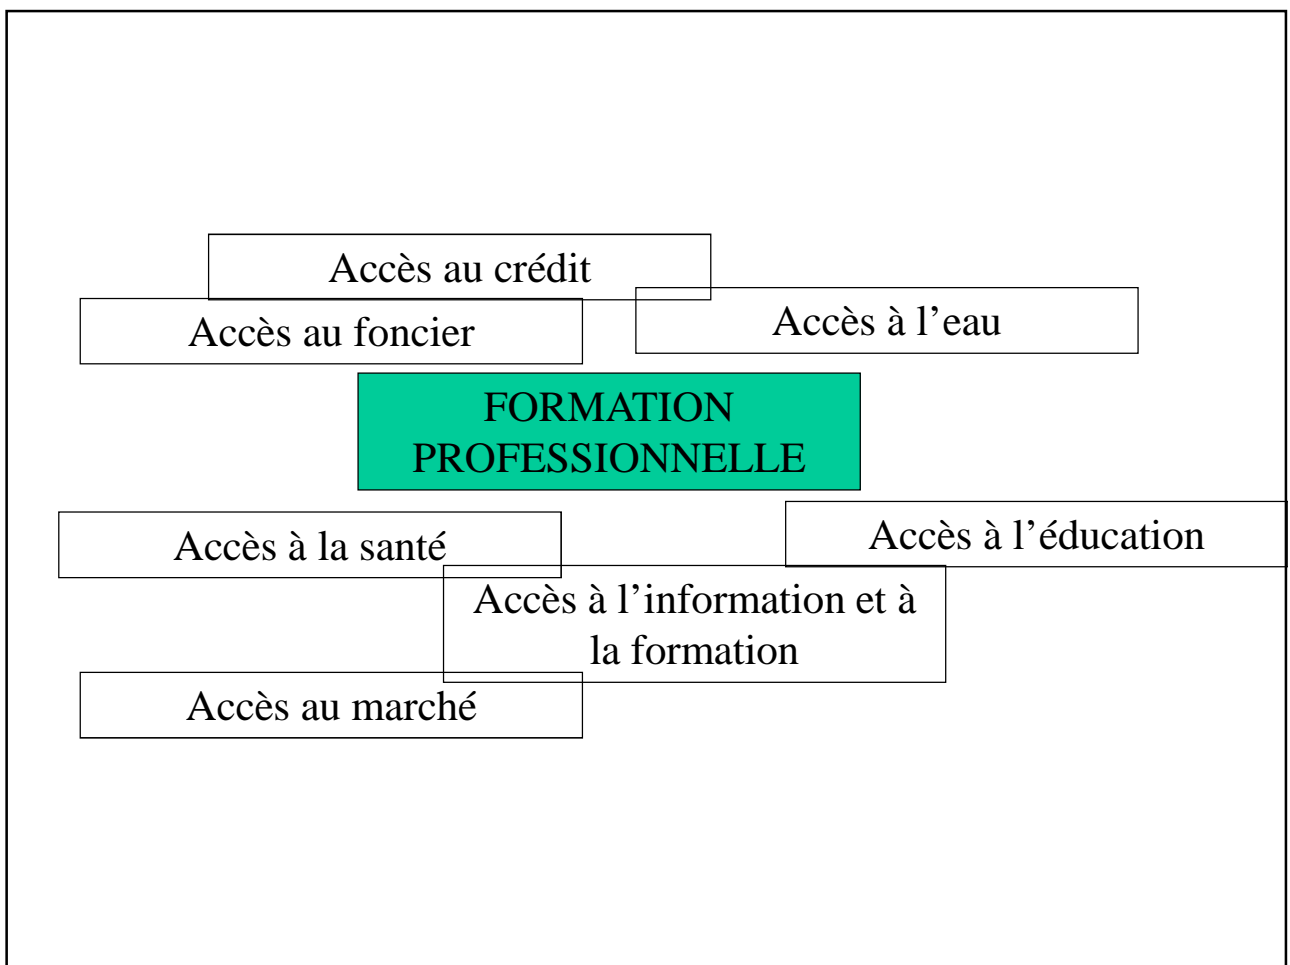 Accès au crédit
Accès à l’eau
Accès au foncier
FORMATION
PROFESSIONNELLE
Accès à l’éducation
Accès à la santé
Accès à l’information et à
la formation
Accès au marché